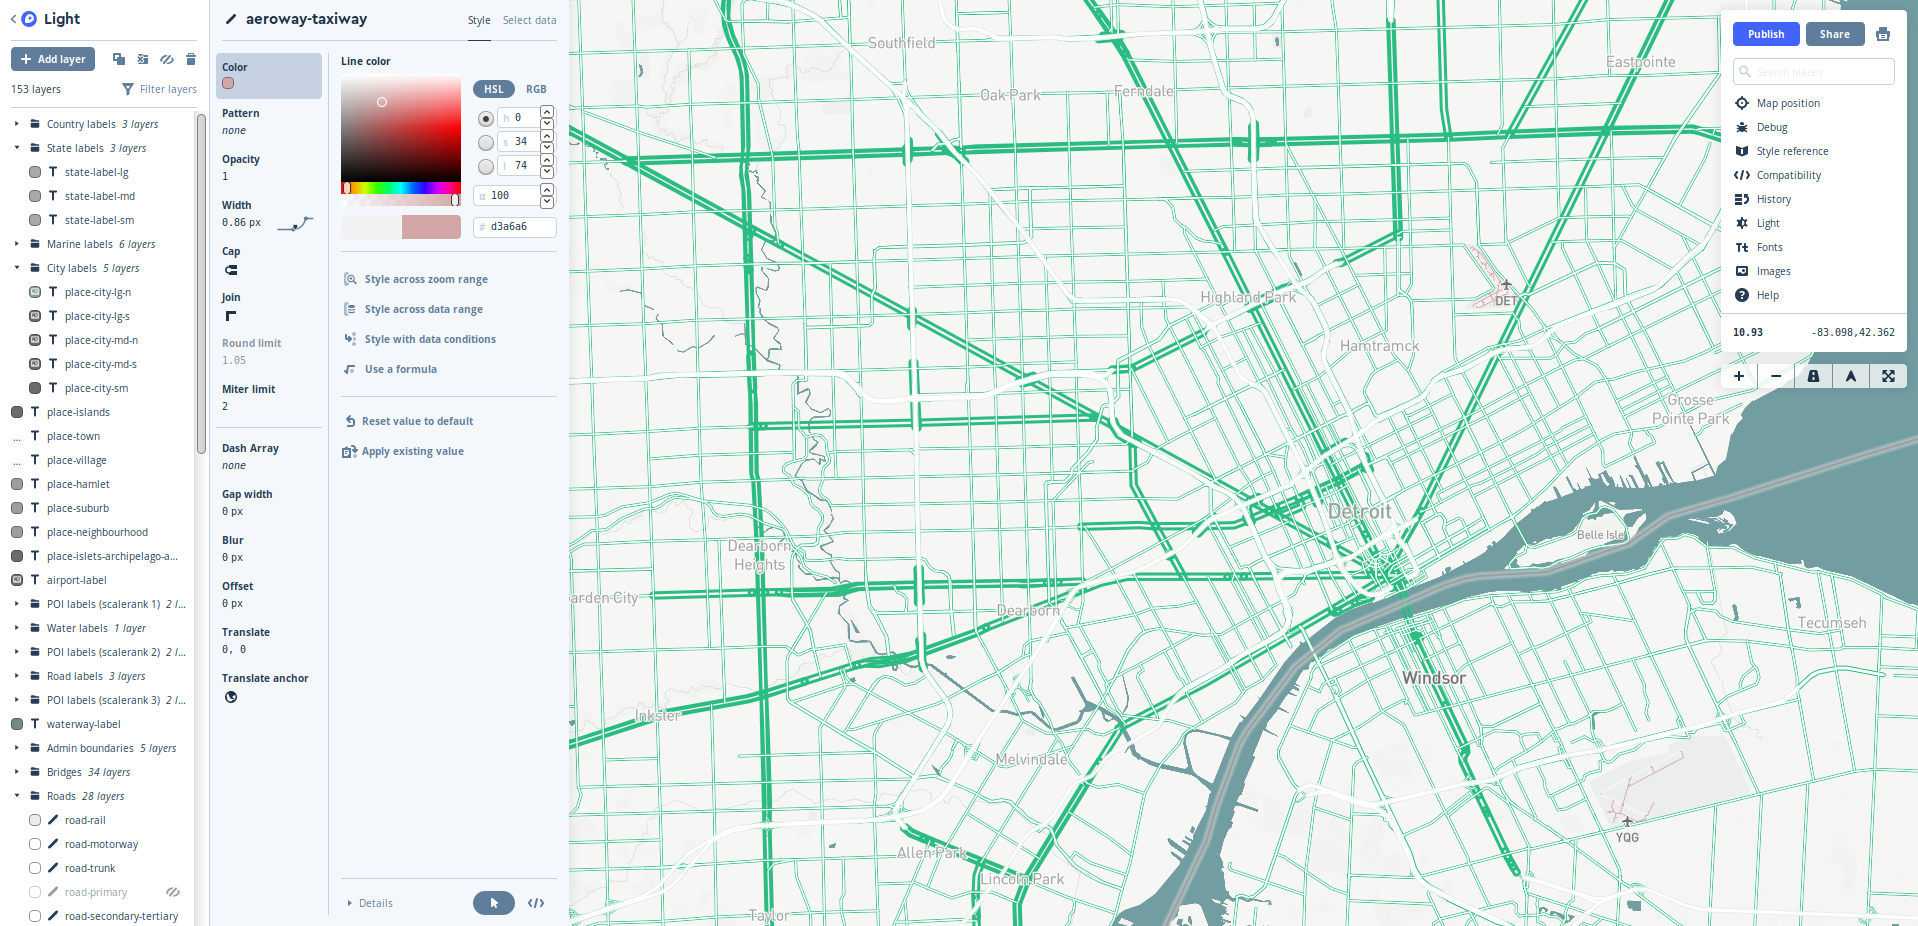 Light
Add layer
153 layers
Filter layers
Country labels 3 layers
State labels 3 layers
state-label-lg
state-label-md
state-label-sm
Marine labels 6 layers
City labels 5 layers
place-city-lg-n
place-city-lg-s
place-city-md-n
place-city-md-s
place-city-sm
place-islands
... place-town
... place-village
place-hamlet
place-suburb
place-neighbourhood
place-islets-archipelago-a...
airport-label
POI labels (scalerank 1) 2 l...
Water labels 1 layer
POI labels (scalerank 2) 2 l...
Road labels 3 layers
POI labels (scalerank 3) 2 l...
waterway-label
Admin boundaries 5 layers
Bridges 34 layers
Roads 28 layers
road-rail
road-motorway
road-trunk
road-primary
road-secondary-tertiary
aeroway-taxiway
Style Select data
Color
Pattern
none
Opacity
1
Width
0.86 px
Cap
Join
Round limit
1.05
Miter limit
2
Dash Array
none
Gap width
0 px
Blur
0 px
Offset
0 px
Translate
0, 0
Translate anchor
Line color
HSL RGB
h 0
s 34
l 74
α 100
# d3a6a6
Style across zoom range
Style across data range
Style with data conditions
Use a formula
Reset value to default
Apply existing value
Details
Southfield
Oak Park
Ferndale
Eastpointe
Highland Park
DET
Hamtramck
Grosse
Pointe Park
Detroit
Belle Isle
Dearborn
Heights
arden City
Dearborn
Tecumseh
Windsor
Inkster
Melvindale
YQG
Allen Park
Lincoln Park
Taylor
Publish
Share
Search places
Map position
Debug
Style reference
Compatibility
History
Light
Fonts
Images
Help
10.93 -83.098,42.362